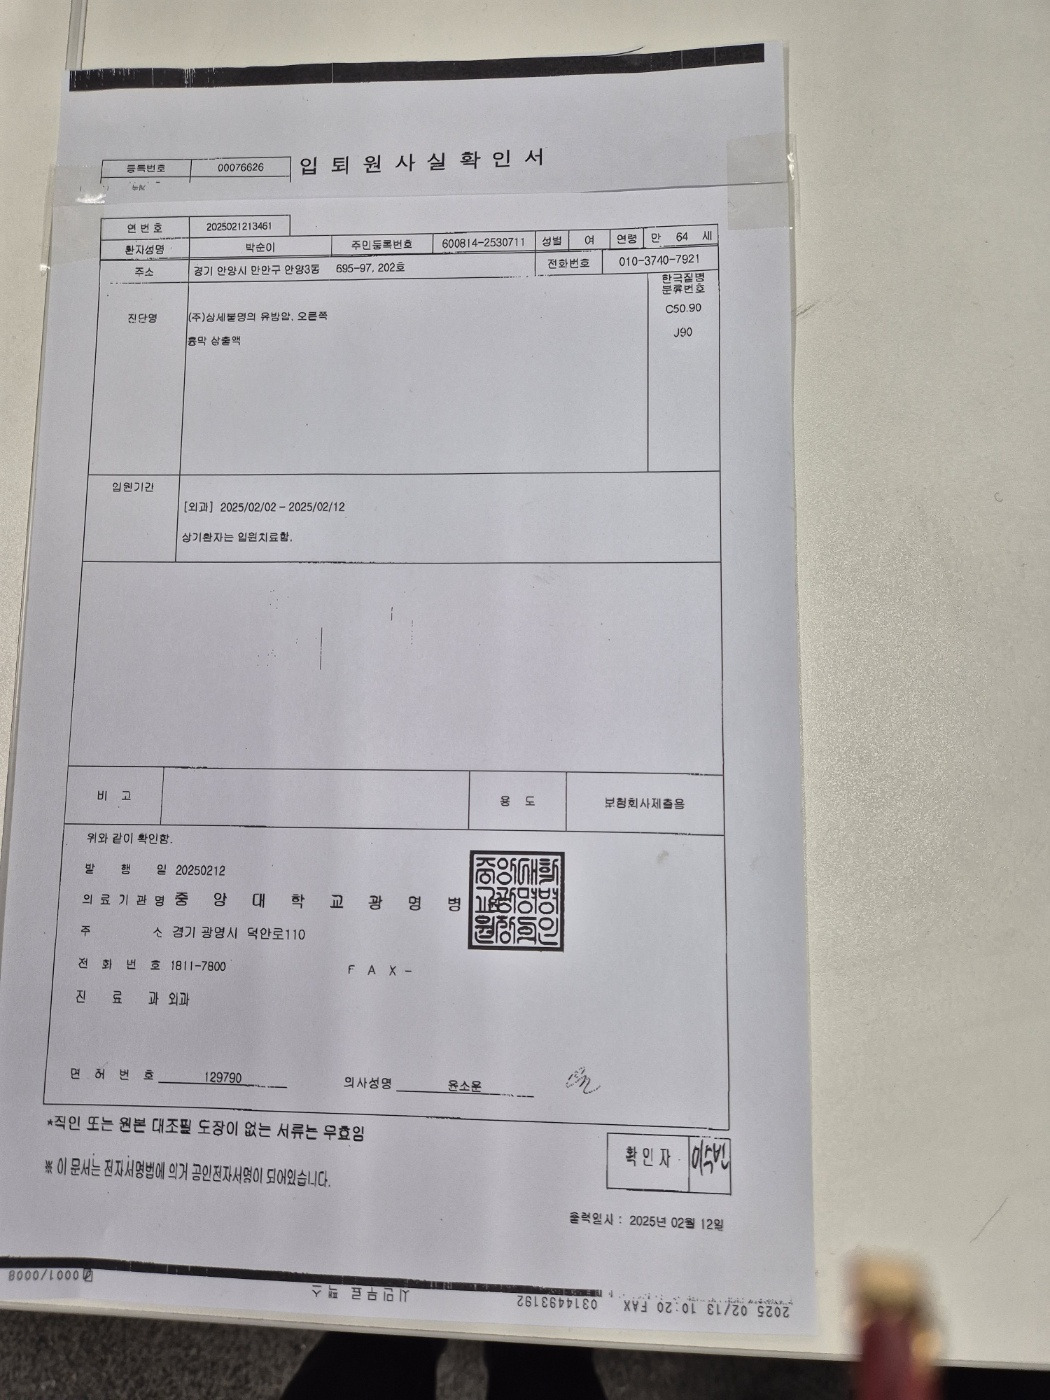 등록번호 00076626 입 퇴 원 사 실 확 인 서
연 번 호 2025021213461
환자성명 박순이 주민등록번호 600814-2530711 성별 여 연령 만 64 세
주소 경기 안양시 만안구 안양3동 695-97, 202호 전화번호 010-3740-7921
한국질병
분류번호
진단명 (주)상세불명의 유방암, 오른쪽 C50.90
흉막 삼출액 J90
입원기간
[외과] 2025/02/02 - 2025/02/12
상기환자는 입원치료함.
비 고 용 도 보험회사제출용
위와 같이 확인함.
발 행 일 20250212
의 료 기 관 명 중 앙 대 학 교 광 명 병
주 소 경기 광명시 덕안로110
전 화 번 호 1811-7800 F A X -
진 료 과 외과
면 허 번 호 129790 의사성명 윤소윤
*직인 또는 원본 대조필 도장이 없는 서류는 무효임
※ 이 문서는 전자서명법에 의거 공인전자서명이 되어있습니다.
확 인 자
출력일시 : 2025년 02월 12일
2025 02/13 10:20 FAX 0314493192 시민무료팩스 0001/0008